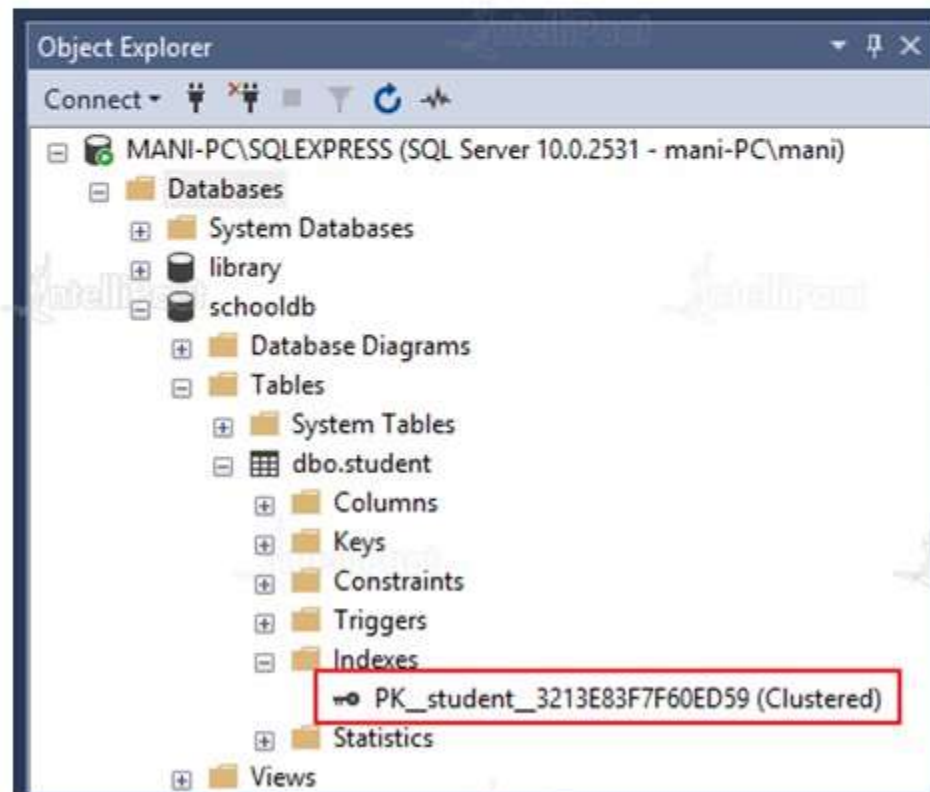 Object Explorer
Connect
MANI-PC\SQLEXPRESS (SQL Server 10.0.2531 - mani-PC\mani)
Databases
System Databases
library
schooldb
Database Diagrams
Tables
System Tables
dbo.student
Columns
Keys
Constraints
Triggers
Indexes
PK__student__3213E83F7F60ED59 (Clustered)
Statistics
Views